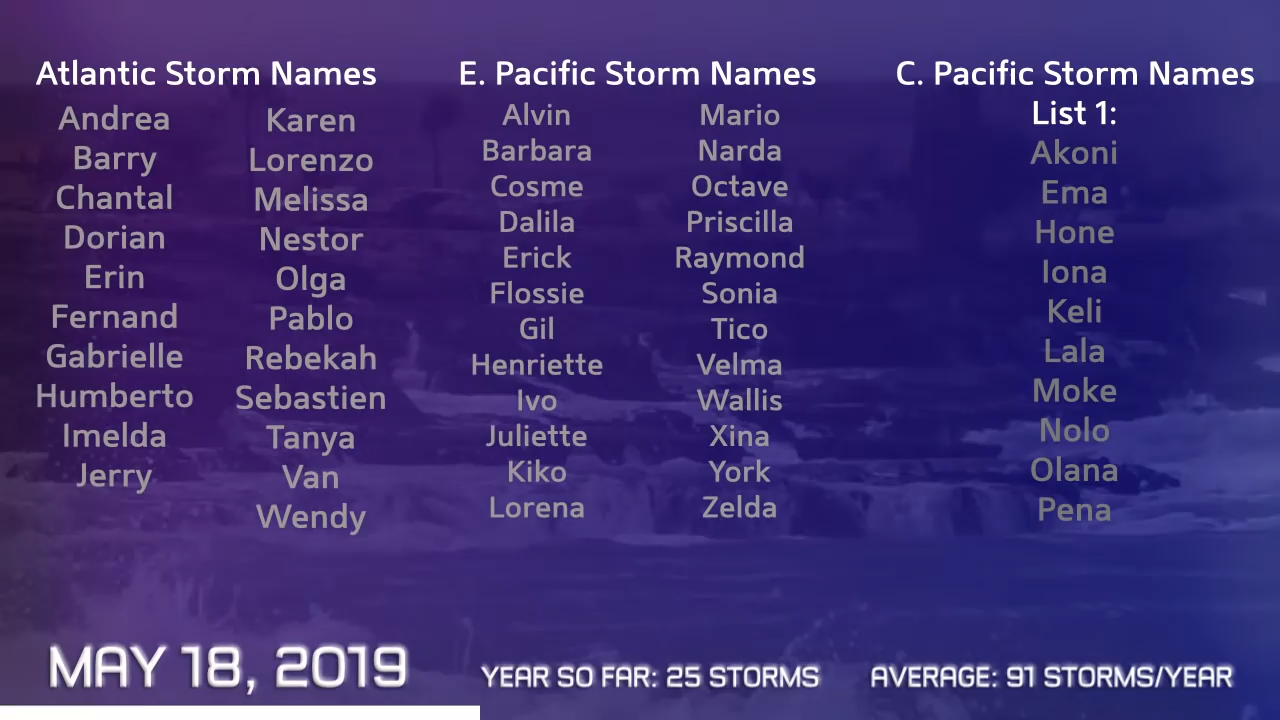 Atlantic Storm Names
Andrea
Barry
Chantal
Dorian
Erin
Fernand
Gabrielle
Humberto
Imelda
Jerry
Karen
Lorenzo
Melissa
Nestor
Olga
Pablo
Rebekah
Sebastien
Tanya
Van
Wendy
E. Pacific Storm Names
Alvin
Barbara
Cosme
Dalila
Erick
Flossie
Gil
Henriette
Ivo
Juliette
Kiko
Lorena
Mario
Narda
Octave
Priscilla
Raymond
Sonia
Tico
Velma
Wallis
Xina
York
Zelda
C. Pacific Storm Names
List 1:
Akoni
Ema
Hone
Iona
Keli
Lala
Moke
Nolo
Olana
Pena
MAY 18, 2019
YEAR SO FAR: 25 STORMS
AVERAGE: 91 STORMS/YEAR